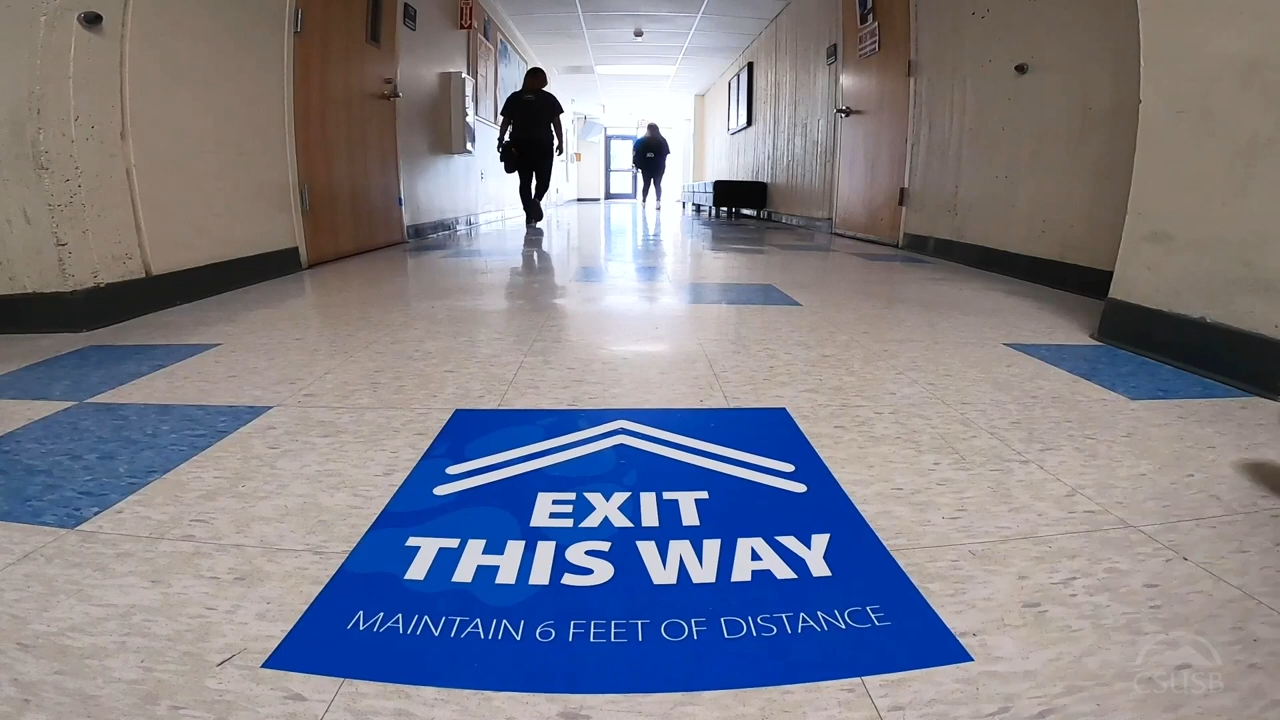 EXIT
THIS WAY
MAINTAIN 6 FEET OF DISTANCE
CSUSB